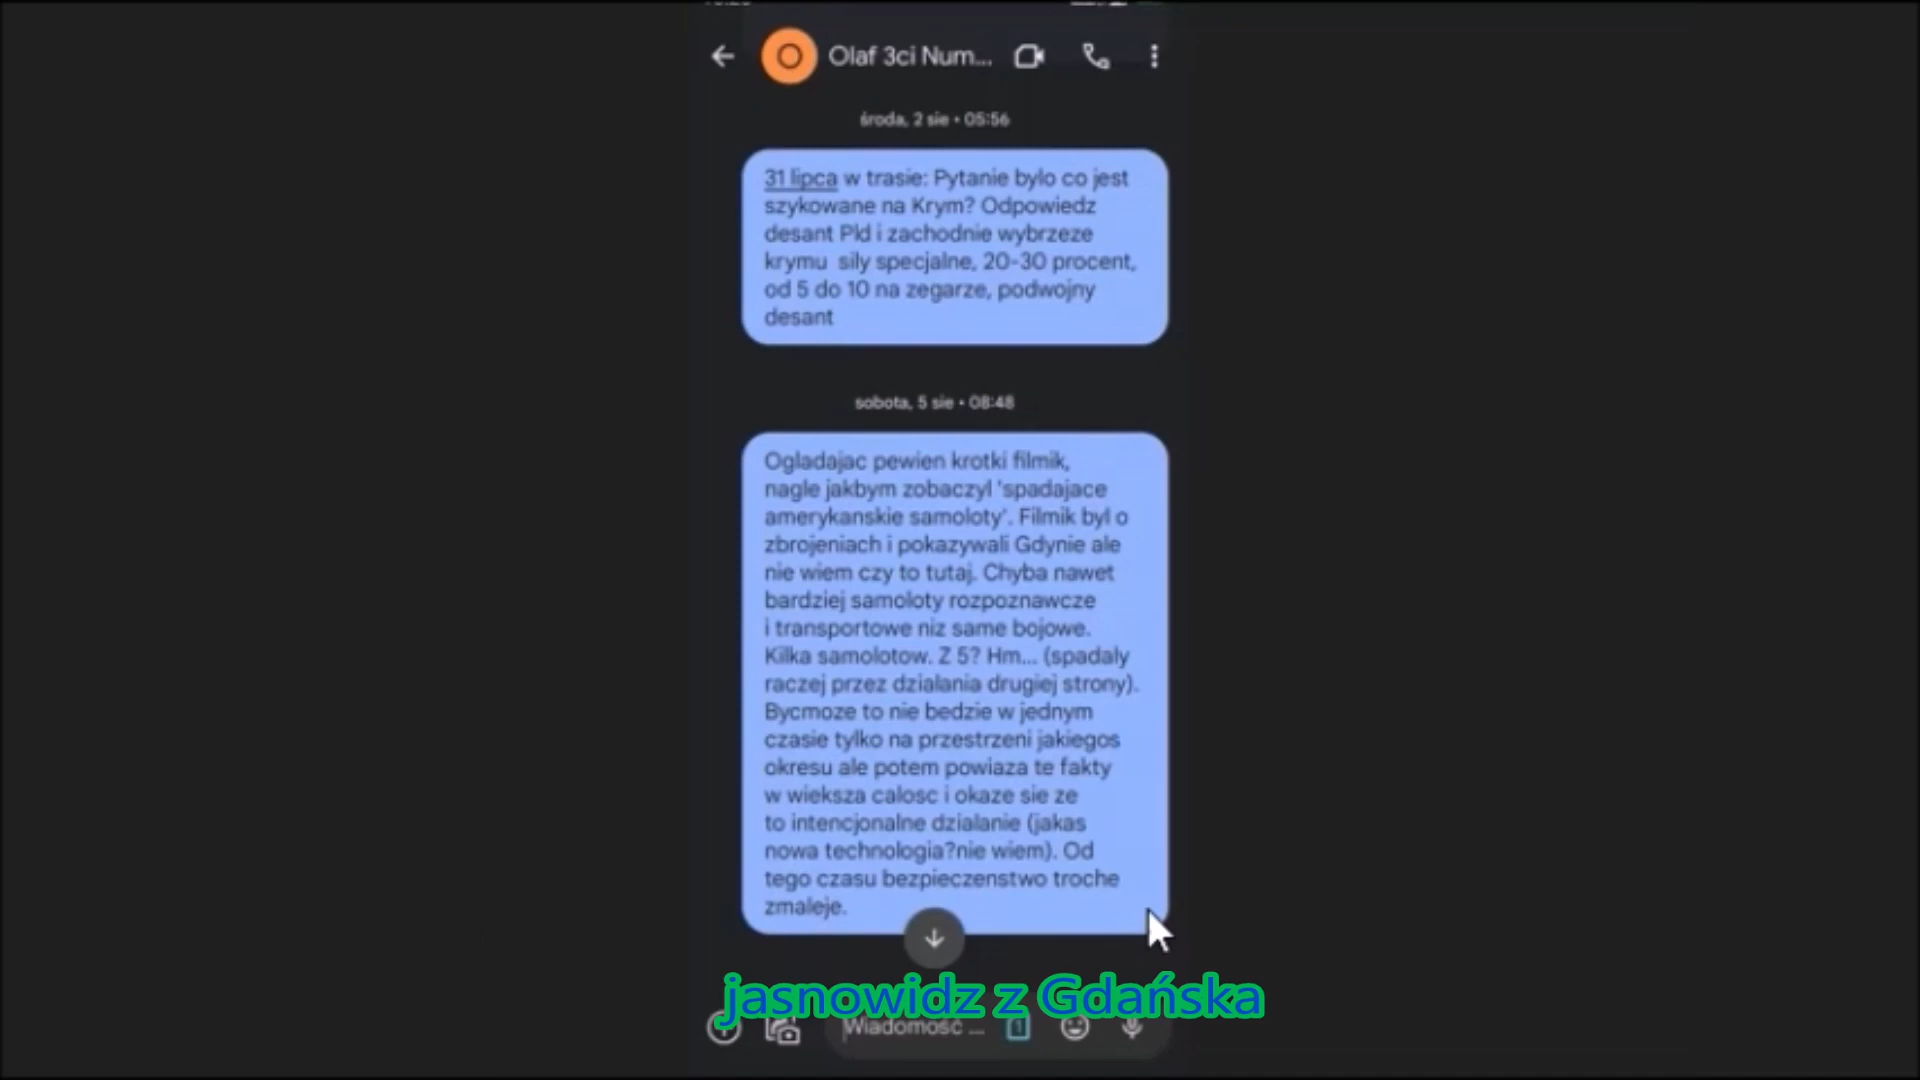 Olaf 3ci Num...
środa, 2 sie • 05:56
31 lipca w trasie: Pytanie bylo co jest
szykowane na Krym? Odpowiedz
desant Pld i zachodnie wybrzeze
krymu sily specjalne, 20-30 procent,
od 5 do 10 na zegarze, podwojny
desant
sobota, 5 sie • 08:48
Ogladajac pewien krotki filmik,
nagle jakbym zobaczyl 'spadajace
amerykanskie samoloty'. Filmik byl o
zbrojeniach i pokazywali Gdynie ale
nie wiem czy to tutaj. Chyba nawet
bardziej samoloty rozpoznawcze
i transportowe niz same bojowe.
Kilka samolotow. Z 5? Hm... (spadaly
raczej przez dzialania drugiej strony).
Bycmoze to nie bedzie w jednym
czasie tylko na przestrzeni jakiegos
okresu ale potem powiaza te fakty
w wieksza calosc i okaze sie ze
to intencjonalne dzialanie (jakas
nowa technologia?nie wiem). Od
tego czasu bezpieczenstwo troche
zmaleje.
jasnowidz z Gdańska
Wiadomość ...
1